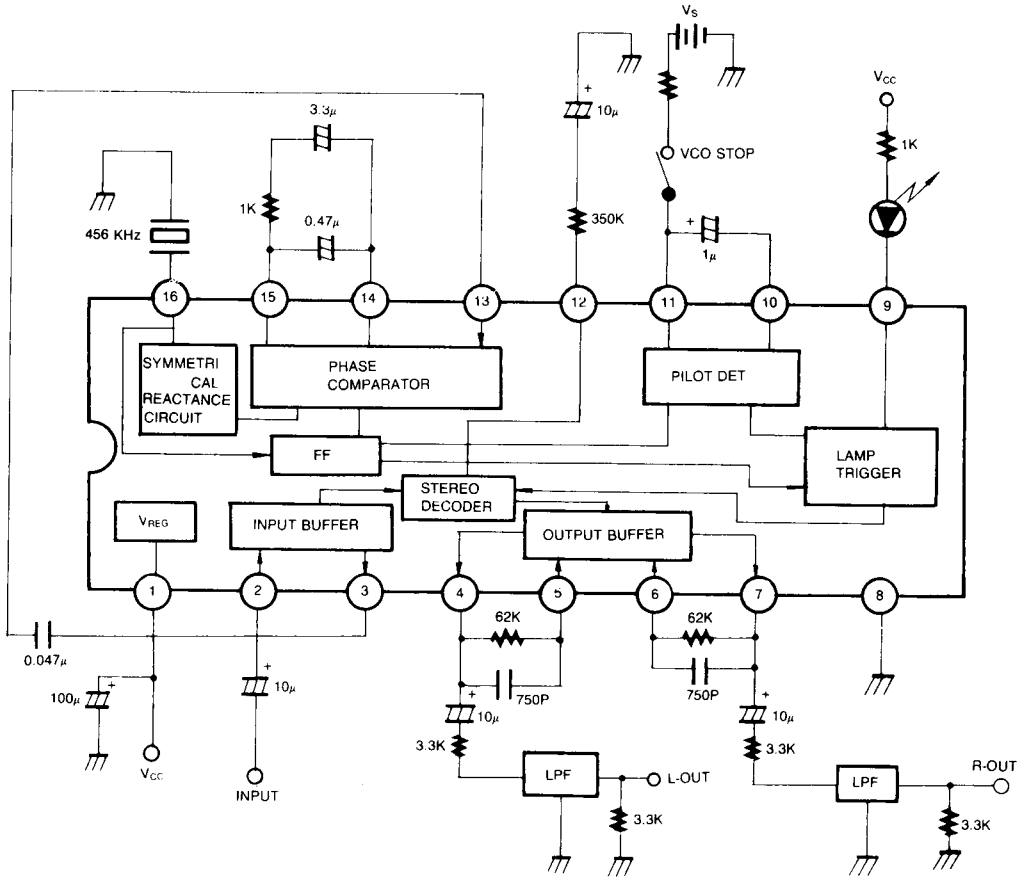 Vs
VCC
3.3μ
+
10μ
1K
VCO STOP
1K
0.47μ
456 KHz
350K
+
1μ
16
15
14
13
12
11
10
9
SYMMETRI
CAL
REACTANCE
CIRCUIT
PHASE
COMPARATOR
PILOT DET
FF
LAMP
TRIGGER
STEREO
DECODER
VREG
INPUT BUFFER
OUTPUT BUFFER
1
2
3
4
5
6
7
8
62K
62K
0.047μ
+
100μ
+
10μ
750P
750P
+
10μ
+
10μ
3.3K
3.3K
VCC
INPUT
LPF
L-OUT
LPF
R-OUT
3.3K
3.3K